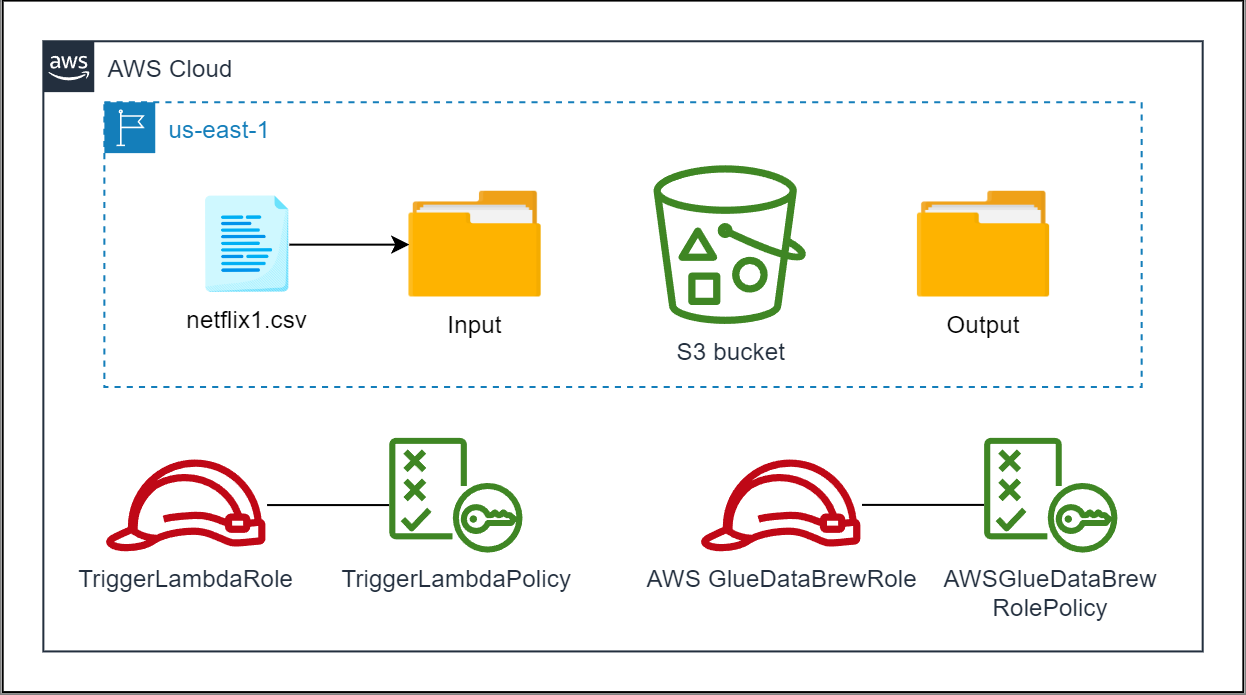 aws
AWS Cloud
us-east-1
netflix1.csv
Input
S3 bucket
Output
TriggerLambdaRole
TriggerLambdaPolicy
AWS GlueDataBrewRole
AWSGlueDataBrew
RolePolicy